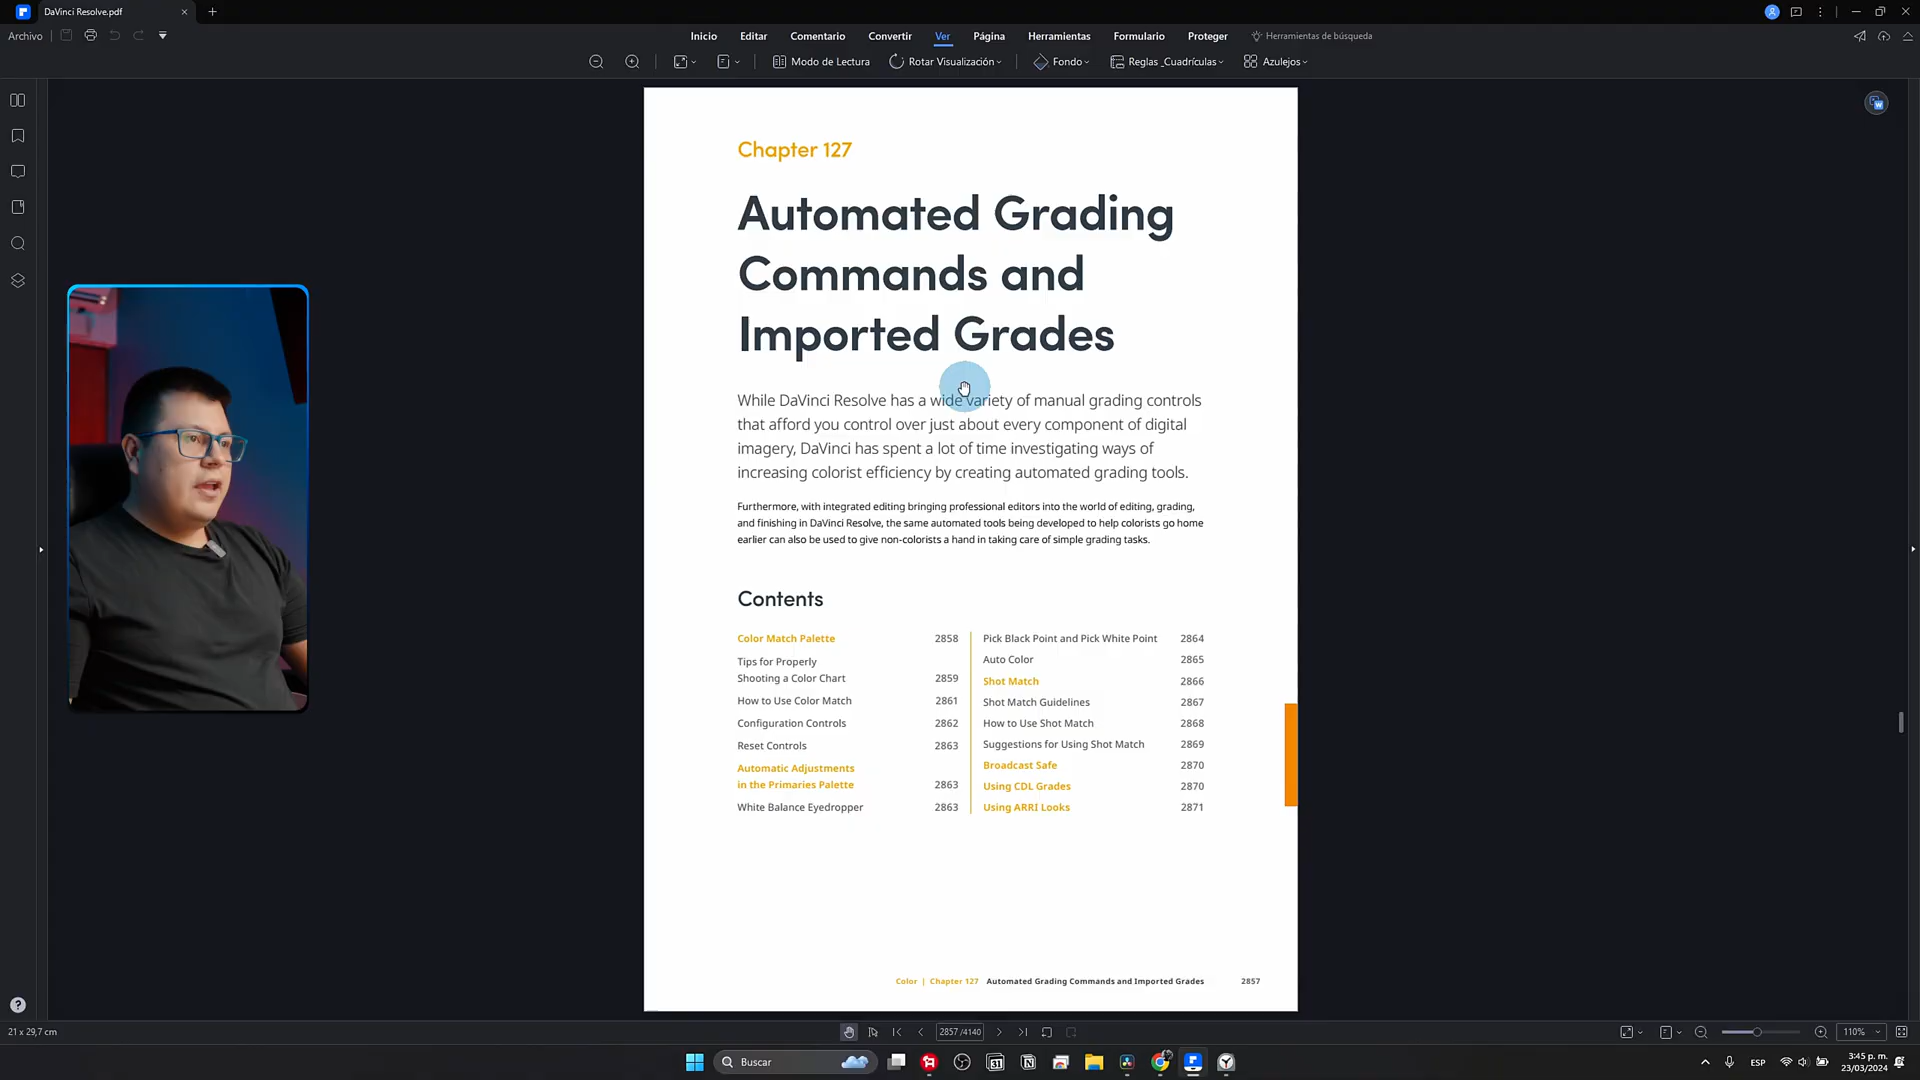 DaVinci Resolve.pdf
Archivo
Inicio Editar Comentario Convertir Ver Página Herramientas Formulario Proteger Herramientas de búsqueda
Modo de Lectura Rotar Visualización Fondo Reglas _Cuadrículas Azulejos
Chapter 127
Automated Grading
Commands and
Imported Grades
While DaVinci Resolve has a wide variety of manual grading controls
that afford you control over just about every component of digital
imagery, DaVinci has spent a lot of time investigating ways of
increasing colorist efficiency by creating automated grading tools.
Furthermore, with integrated editing bringing professional editors into the world of editing, grading,
and finishing in DaVinci Resolve, the same automated tools being developed to help colorists go home
earlier can also be used to give non-colorists a hand in taking care of simple grading tasks.
Contents
Color Match Palette 2858
Tips for Properly
Shooting a Color Chart 2859
How to Use Color Match 2861
Configuration Controls 2862
Reset Controls 2863
Automatic Adjustments
in the Primaries Palette 2863
White Balance Eyedropper 2863
Pick Black Point and Pick White Point 2864
Auto Color 2865
Shot Match 2866
Shot Match Guidelines 2867
How to Use Shot Match 2868
Suggestions for Using Shot Match 2869
Broadcast Safe 2870
Using CDL Grades 2870
Using ARRI Looks 2871
Color | Chapter 127 Automated Grading Commands and Imported Grades 2857
21 x 29,7 cm
2857 /4140
110%
Buscar
31
ESP
3:45 p. m.
23/03/2024